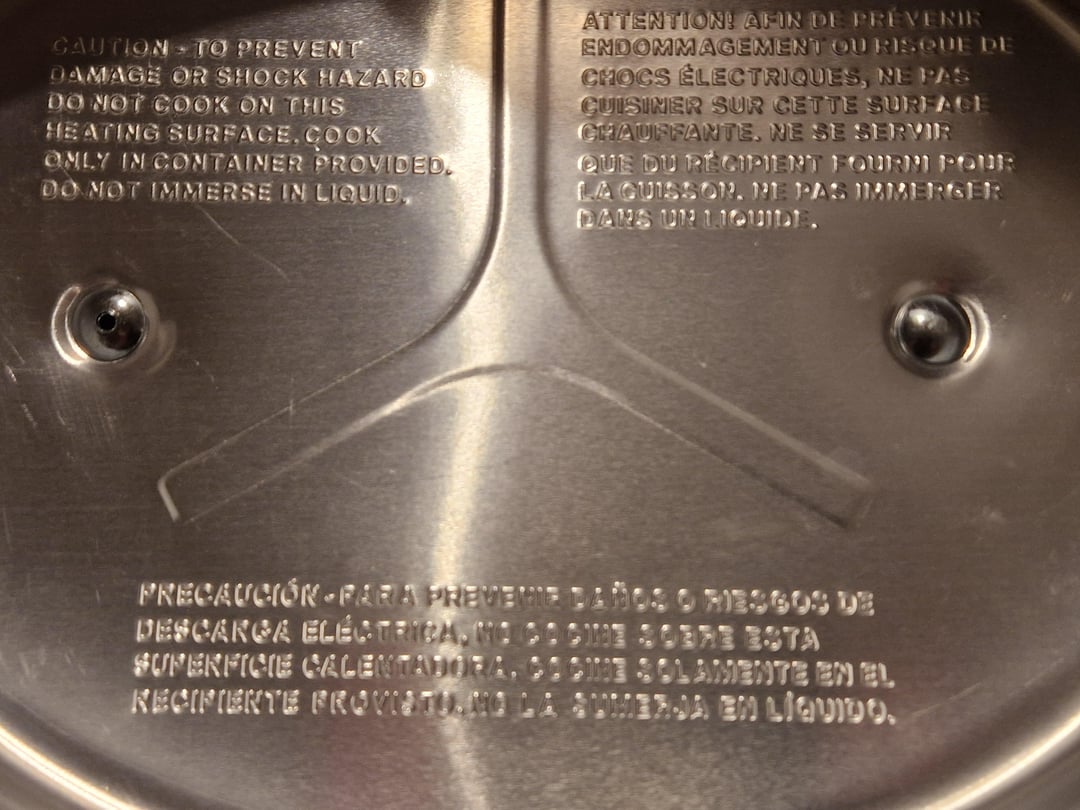 CAUTION - TO PREVENT
DAMAGE OR SHOCK HAZARD
DO NOT COOK ON THIS
HEATING SURFACE. COOK
ONLY IN CONTAINER PROVIDED.
DO NOT IMMERSE IN LIQUID.
ATTENTION! AFIN DE PRÉVENIR
ENDOMMAGEMENT OU RISQUE DE
CHOCS ÉLECTRIQUES, NE PAS
CUISINER SUR CETTE SURFACE
CHAUFFANTE. NE SE SERVIR
QUE DU RÉCIPIENT FOURNI POUR
LA CUISSON. NE PAS IMMERGER
DANS UN LIQUIDE.
PRECAUCIÓN - PARA PREVENIR DAÑOS O RIESGOS DE
DESCARGA ELÉCTRICA, NO COCINE SOBRE ESTA
SUPERFICIE CALENTADORA. COCINE SOLAMENTE EN EL
RECIPIENTE PROVISTO. NO LA SUMERJA EN LÍQUIDO.